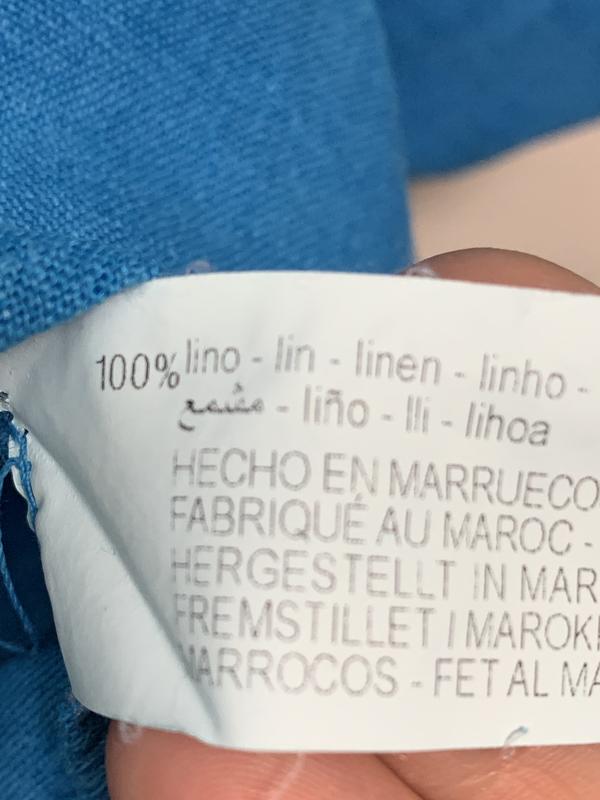 100% lino - lin - linen - linho -
مشمع - liño - lli - lihoa
HECHO EN MARRUECO
FABRIQUÉ AU MAROC -
HERGESTELLT IN MAR
FREMSTILLET I MAROK
MARROCOS - FET AL MA